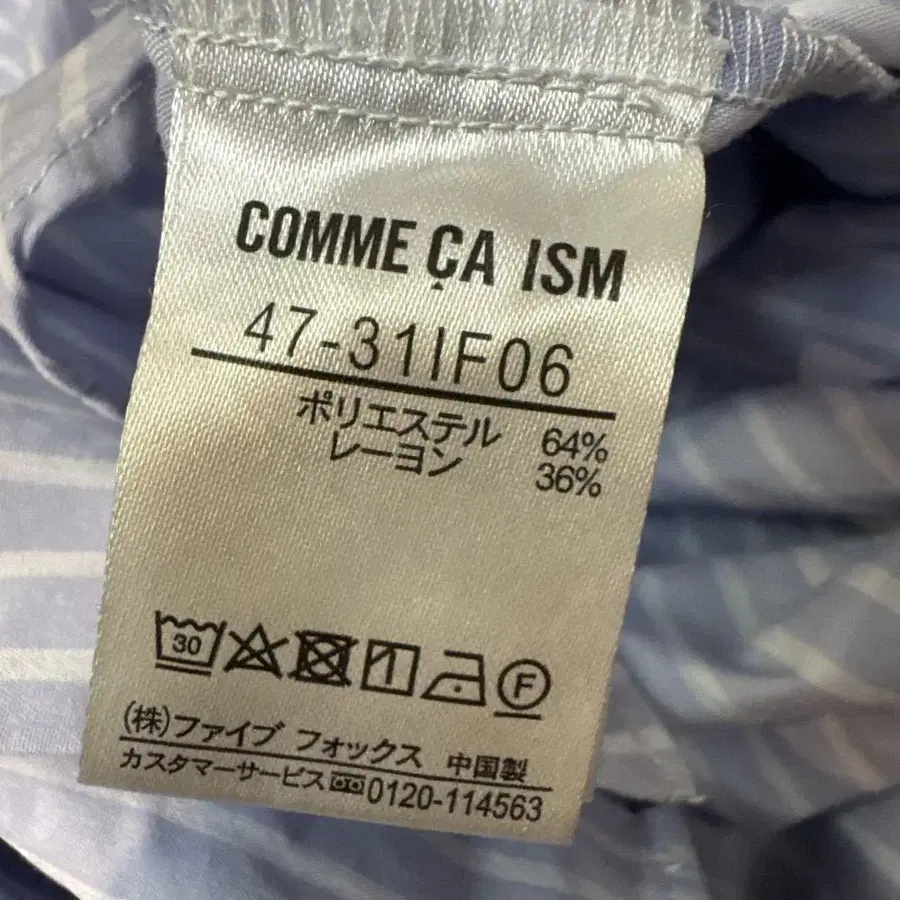 COMME ÇA ISM
47-31IF06
ポリエステル 64%
レーヨン 36%
30
F
(株)ファイブ フォックス 中国製
カスタマーサービス 0120-114563